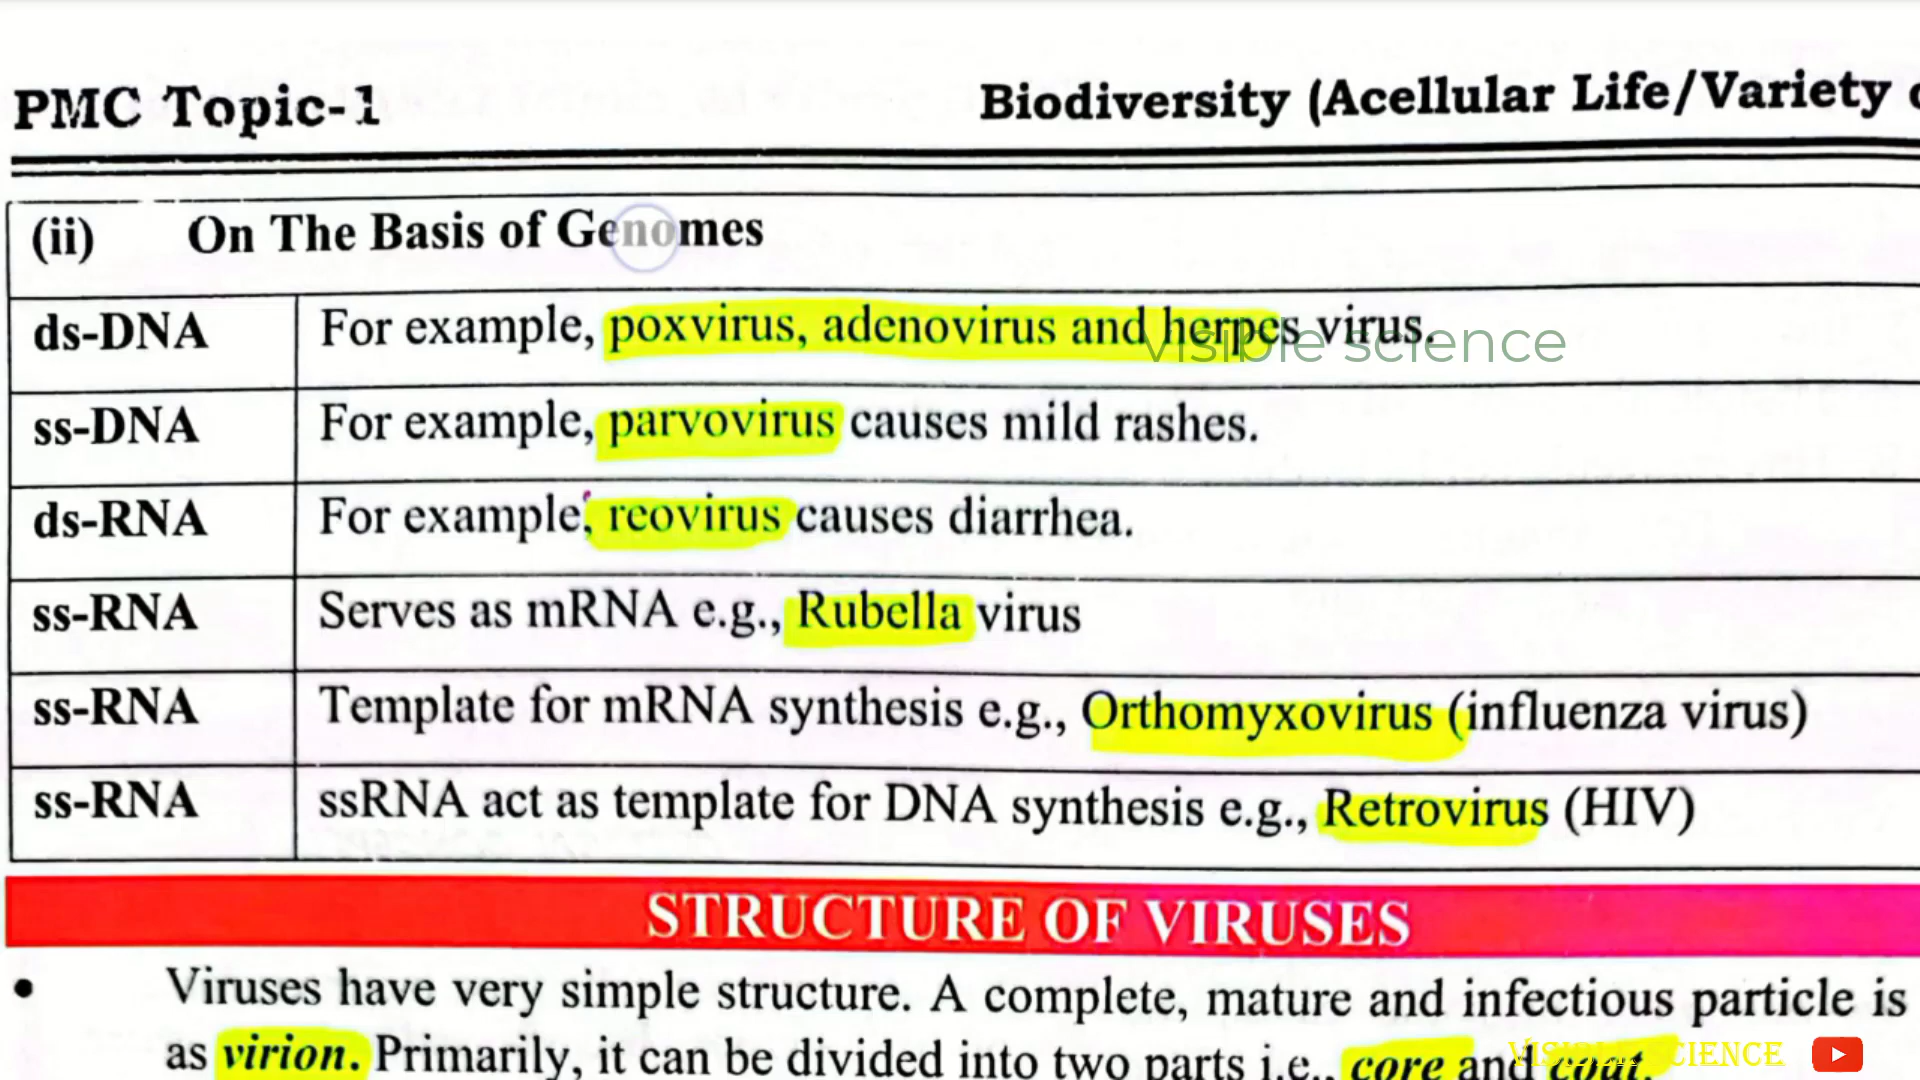 PMC Topic-1 Biodiversity (Acellular Life/Variety
(ii) On The Basis of Genomes
ds-DNA For example, poxvirus, adenovirus and herpes virus.
visible science
ss-DNA For example, parvovirus causes mild rashes.
ds-RNA For example, reovirus causes diarrhea.
ss-RNA Serves as mRNA e.g., Rubella virus
ss-RNA Template for mRNA synthesis e.g., Orthomyxovirus (influenza virus)
ss-RNA ssRNA act as template for DNA synthesis e.g., Retrovirus (HIV)
STRUCTURE OF VIRUSES
• Viruses have very simple structure. A complete, mature and infectious particle is
as virion. Primarily, it can be divided into two parts i.e., core and coat.
VISIBLE SCIENCE